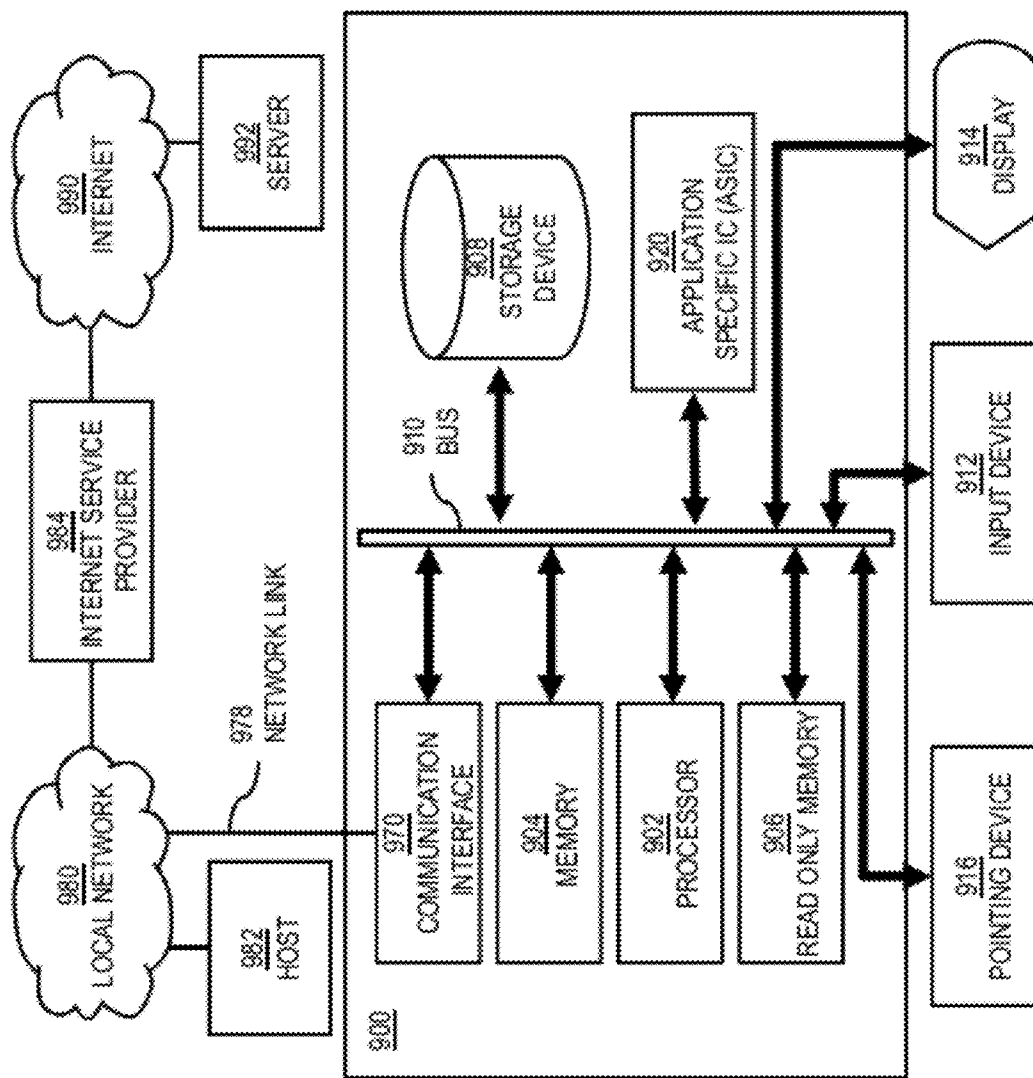 900
970
COMMUNICATION
INTERFACE
904
MEMORY
902
PROCESSOR
906
READ ONLY MEMORY
910
BUS
908
STORAGE
DEVICE
920
APPLICATION
SPECIFIC IC (ASIC)
916
POINTING DEVICE
912
INPUT DEVICE
914
DISPLAY
978
NETWORK LINK
980
LOCAL NETWORK
982
HOST
984
INTERNET SERVICE
PROVIDER
990
INTERNET
992
SERVER